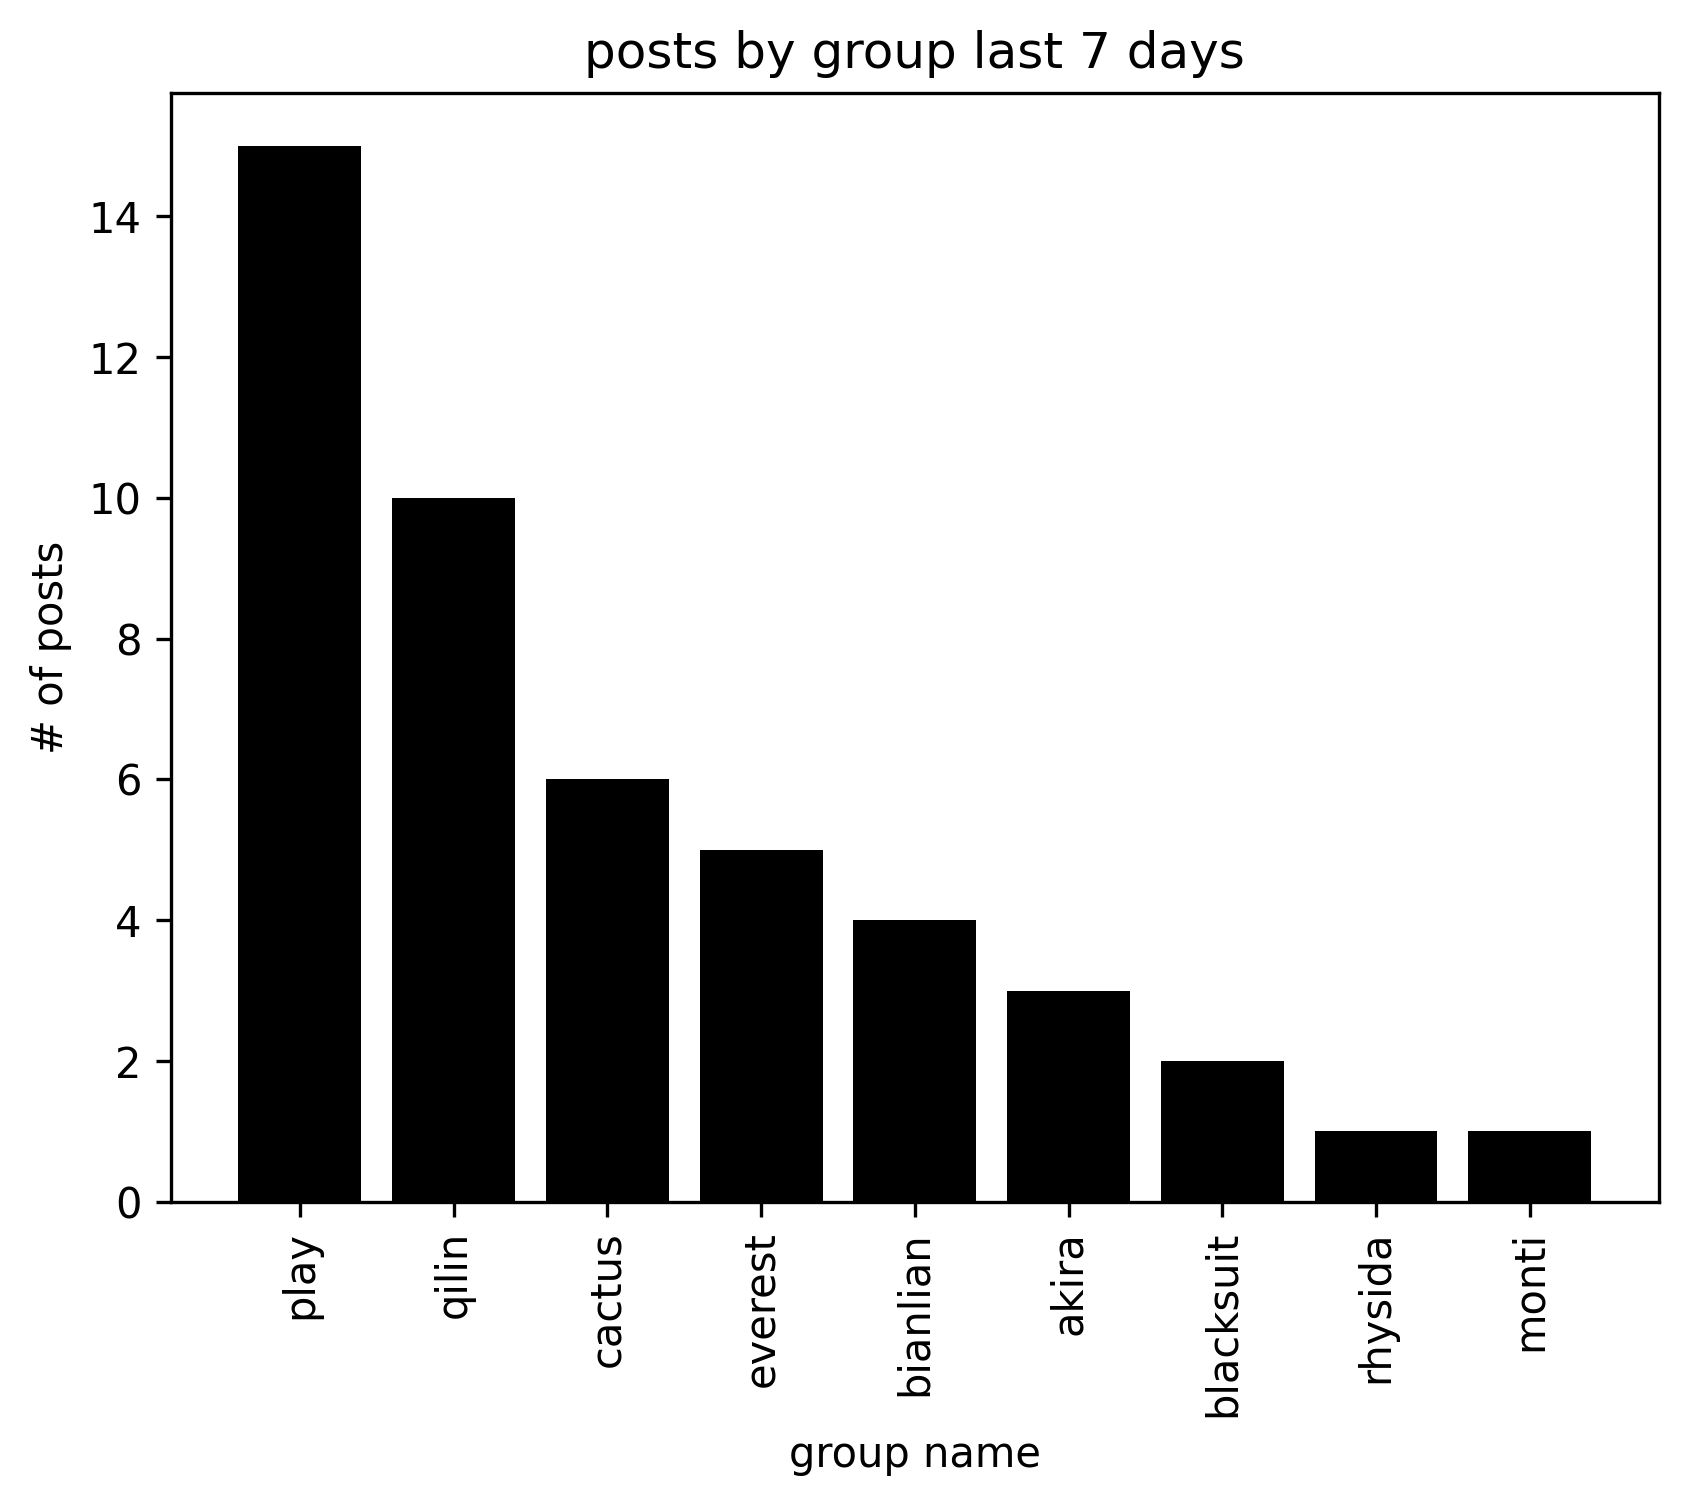 posts by group last 7 days
# of posts
14
12
10
8
6
4
2
0
play
qilin
cactus
everest
bianlian
akira
blacksuit
rhysida
monti
group name